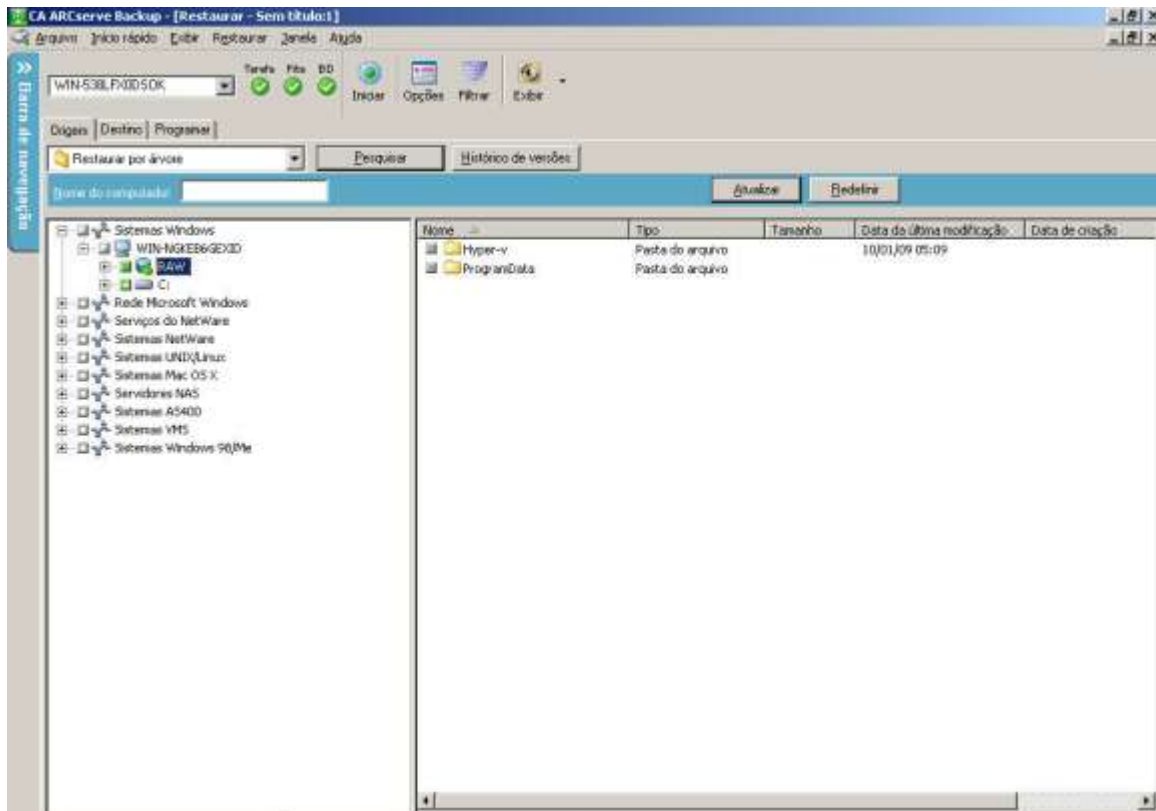 CA ARCserve Backup - [Restaurar - Sem título:1]
Arquivo Início rápido Exibir Restaurar Janela Ajuda
Barra de navegação
WIN-538LFXI0D5OK
Tarefa Fita BD
Iniciar Opções Filtrar Exibir
Origem Destino Programar
Restaurar por árvore Pesquisar Histórico de versões
Nome do computador: Atualizar Redefinir
Sistemas Windows
WIN-NGKEB6GEXID
RAW
C:
Rede Microsoft Windows
Serviços do NetWare
Sistemas NetWare
Sistemas UNIX/Linux
Sistemas Mac OS X
Servidores NAS
Sistemas AS400
Sistemas VMS
Sistemas Windows 98/Me
Nome Tipo Tamanho Data da última modificação Data de criação
Hyper-v Pasta do arquivo 10/01/09 05:09
ProgramData Pasta do arquivo